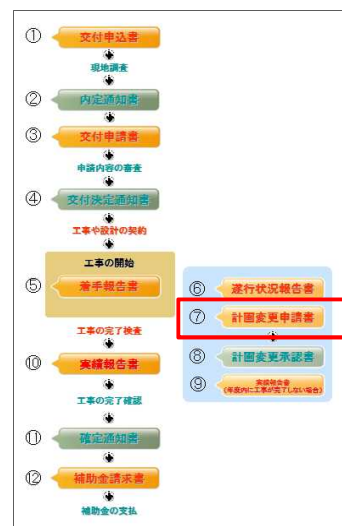 ① 交付申込書
現地調査
② 内定通知書
③ 交付申請書
申請内容の審査
④ 交付決定通知書
工事や設計の契約
工事の開始
⑤ 着手報告書
⑥ 遂行状況報告書
⑦ 計画変更申請書
⑧ 計画変更承認書
⑨ 実績報告書
(年度内に工事が完了しない場合)
工事の完了検査
⑩ 実績報告書
工事の完了確認
⑪ 確定通知書
⑫ 補助金請求書
補助金の支払